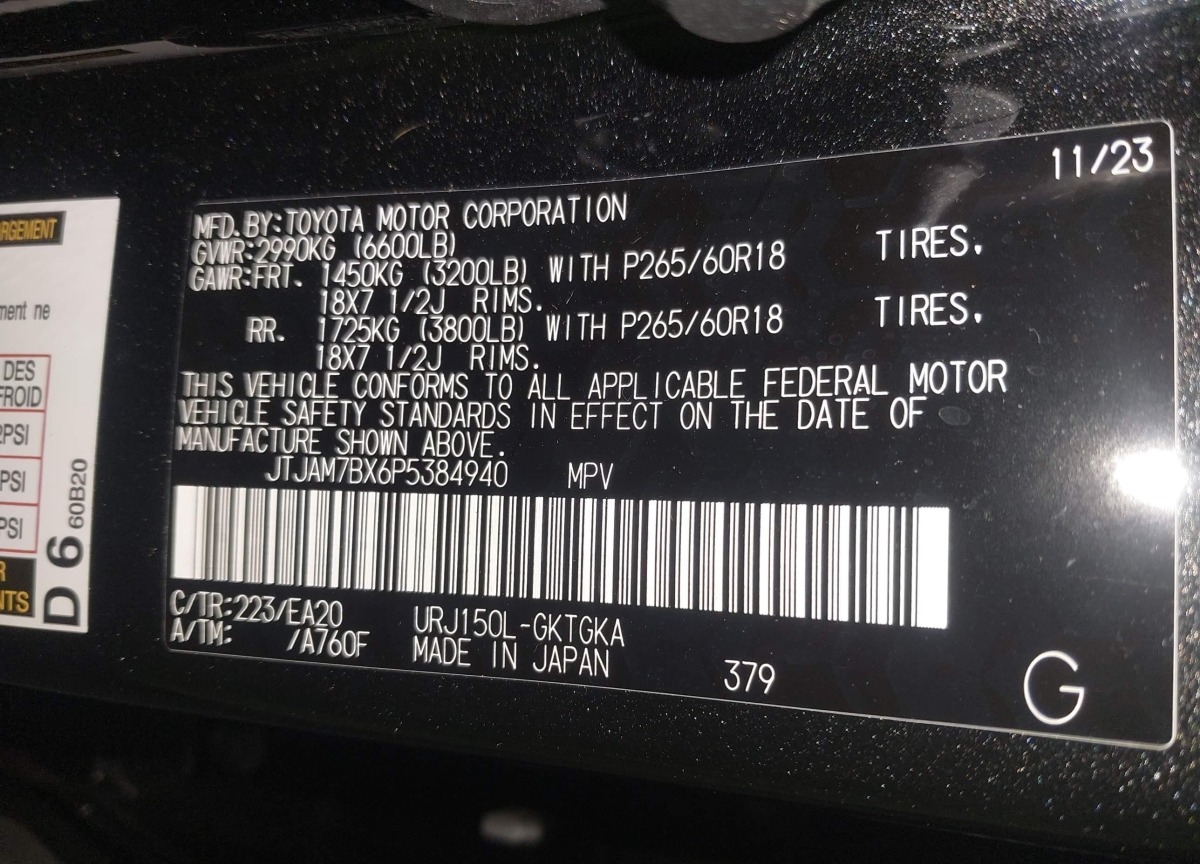 11/23
MFD.BY:TOYOTA MOTOR CORPORATION
GVWR:2990KG (6600LB)
GAWR:FRT. 1450KG (3200LB) WITH P265/60R18 TIRES.
18X7 1/2J RIMS.
RR. 1725KG (3800LB) WITH P265/60R18 TIRES.
18X7 1/2J RIMS.
THIS VEHICLE CONFORMS TO ALL APPLICABLE FEDERAL MOTOR
VEHICLE SAFETY STANDARDS IN EFFECT ON THE DATE OF
MANUFACTURE SHOWN ABOVE.
JTJAM7BX6P5384940 MPV
C/TR:223/EA20 URJ150L-GKTGKA
A/TM: /A760F MADE IN JAPAN
379
G
ne
DES
FROID
PSI
PSI
PSI
D 6 60B20